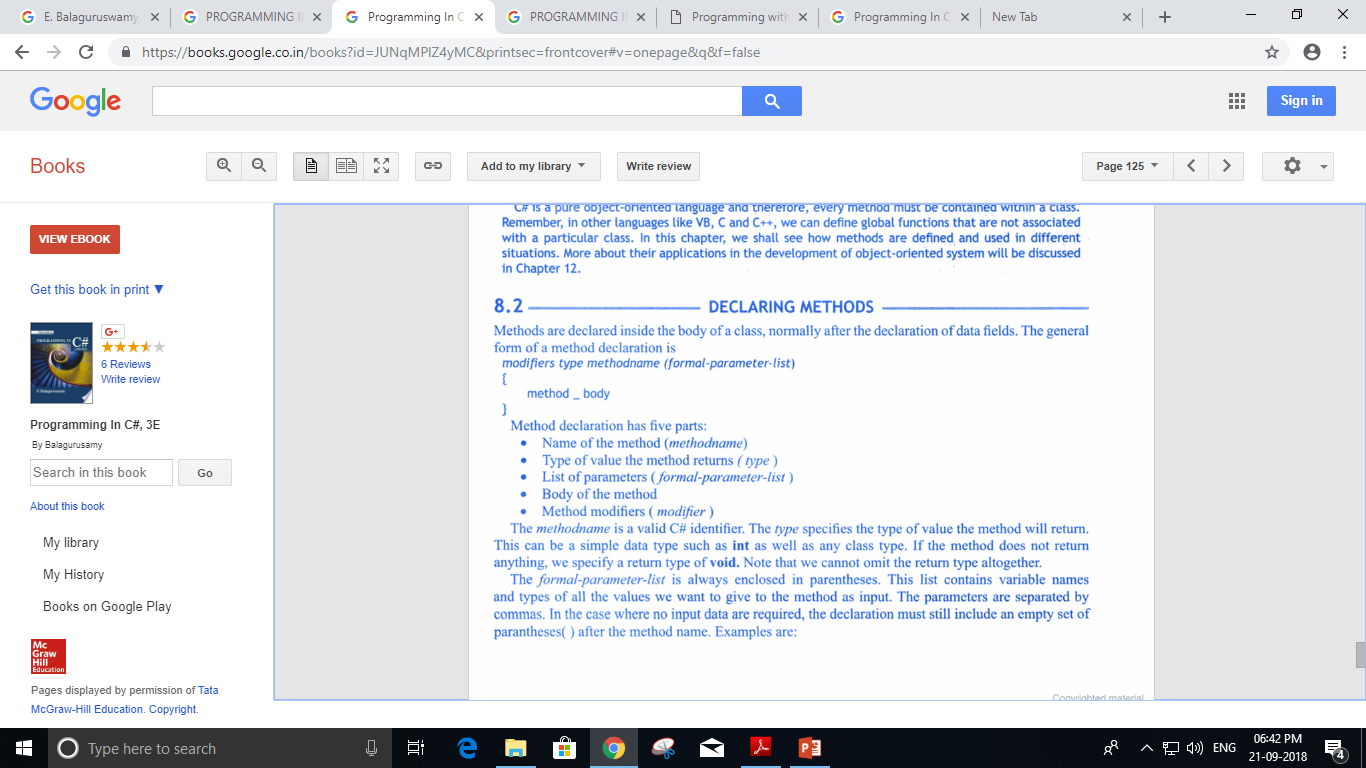 E. Balaguruswamy,
PROGRAMMING I
Programming In C
PROGRAMMING I
Programming with
Programming In C
New Tab
https://books.google.co.in/books?id=JUNqMPlZ4yMC&printsec=frontcover#v=onepage&q&f=false
Google
Sign in
Books
Add to my library
Write review
Page 125
VIEW EBOOK
Get this book in print ▼
PROGRAMMING IN C#
G+
6 Reviews
Write review
Programming In C#, 3E
By Balagurusamy
Search in this book
Go
About this book
My library
My History
Books on Google Play
Mc
Graw
Hill
Education
Pages displayed by permission of Tata
McGraw-Hill Education. Copyright.
C# is a pure object-oriented language and therefore, every method must be contained within a class.
Remember, in other languages like VB, C and C++, we can define global functions that are not associated
with a particular class. In this chapter, we shall see how methods are defined and used in different
situations. More about their applications in the development of object-oriented system will be discussed
in Chapter 12.
8.2 DECLARING METHODS
Methods are declared inside the body of a class, normally after the declaration of data fields. The general
form of a method declaration is
modifiers type methodname (formal-parameter-list)
{
method _ body
}
Method declaration has five parts:
• Name of the method (methodname)
• Type of value the method returns ( type )
• List of parameters ( formal-parameter-list )
• Body of the method
• Method modifiers ( modifier )
The methodname is a valid C# identifier. The type specifies the type of value the method will return.
This can be a simple data type such as int as well as any class type. If the method does not return
anything, we specify a return type of void. Note that we cannot omit the return type altogether.
The formal-parameter-list is always enclosed in parentheses. This list contains variable names
and types of all the values we want to give to the method as input. The parameters are separated by
commas. In the case where no input data are required, the declaration must still include an empty set of
parantheses( ) after the method name. Examples are:
Copyrighted material
Type here to search
ENG
06:42 PM
21-09-2018
4